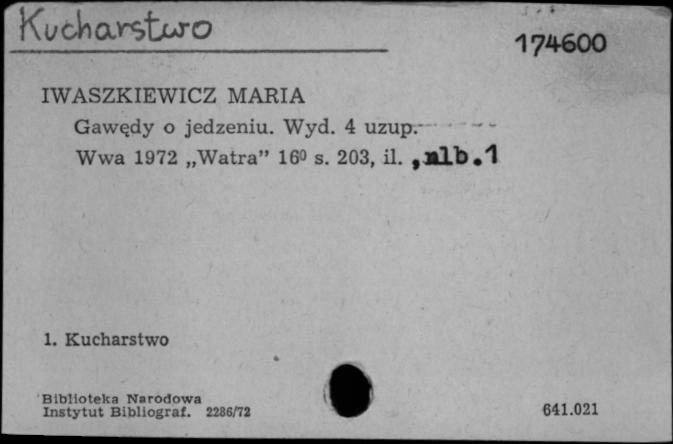 Kucharstwo
174600
IWASZKIEWICZ MARIA
Gawędy o jedzeniu. Wyd. 4 uzup.
Wwa 1972 „Watra” 16⁰ s. 203, il. , nlb. 1
1. Kucharstwo
Biblioteka Narodowa
Instytut Bibliograf. 2286/72
641.021